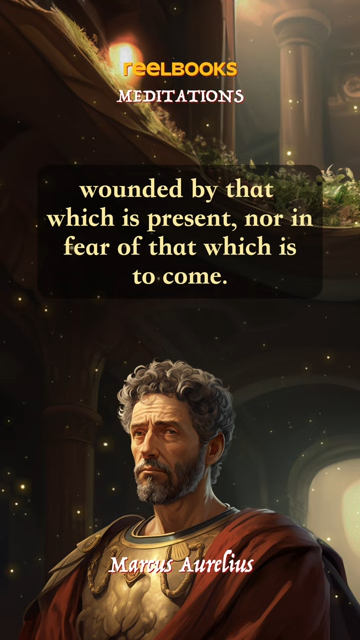 reelBOOKS
MEDITATIONS
wounded by that
which is present, nor in
fear of that which is
to come.
Marcus Aurelius